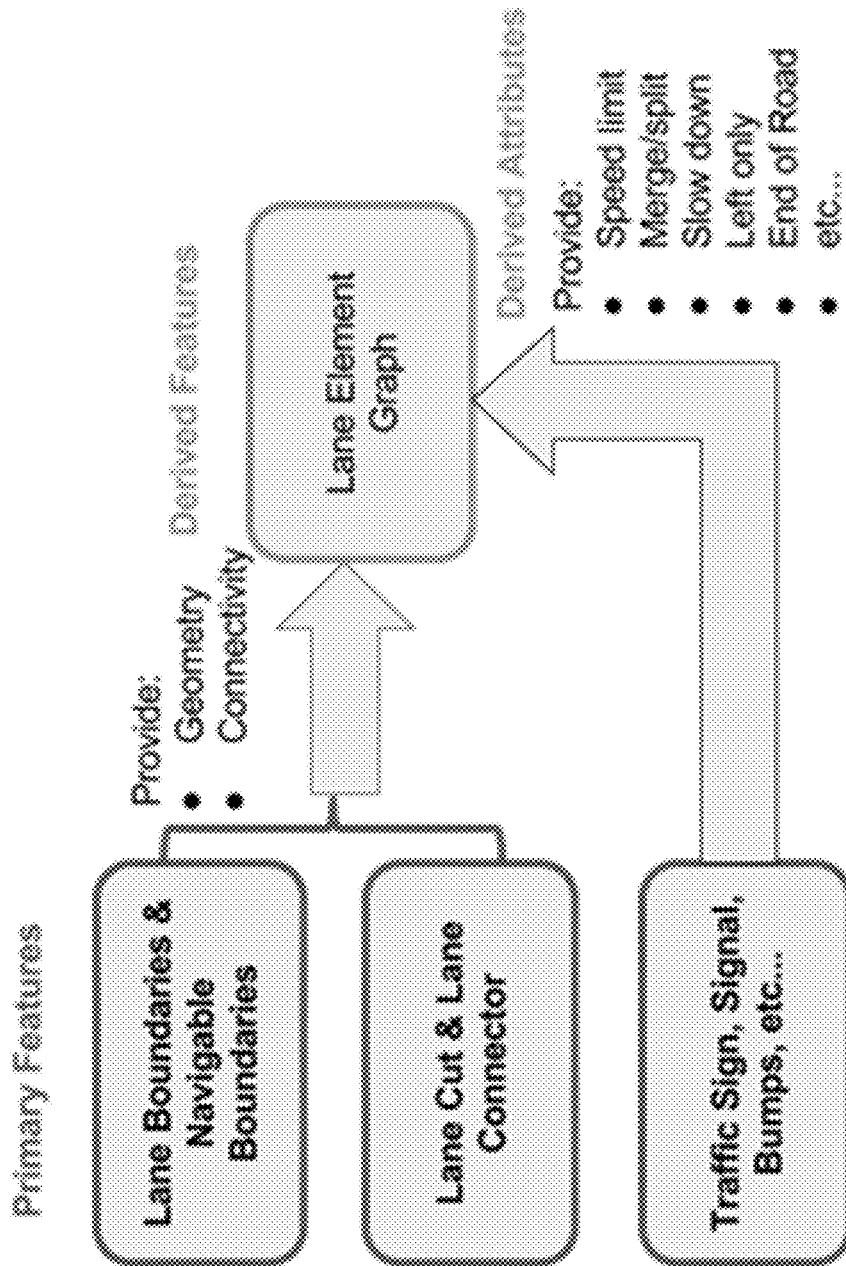 Primary Features
Lane Boundaries &
Navigable
Boundaries
Lane Cut & Lane
Connector
Traffic Sign, Signal,
Bumps, etc...
Provide:
● Geometry
● Connectivity
Derived Features
Lane Element
Graph
Derived Attributes
Provide:
● Speed limit
● Merge/split
● Slow down
● Left only
● End of Road
● etc...